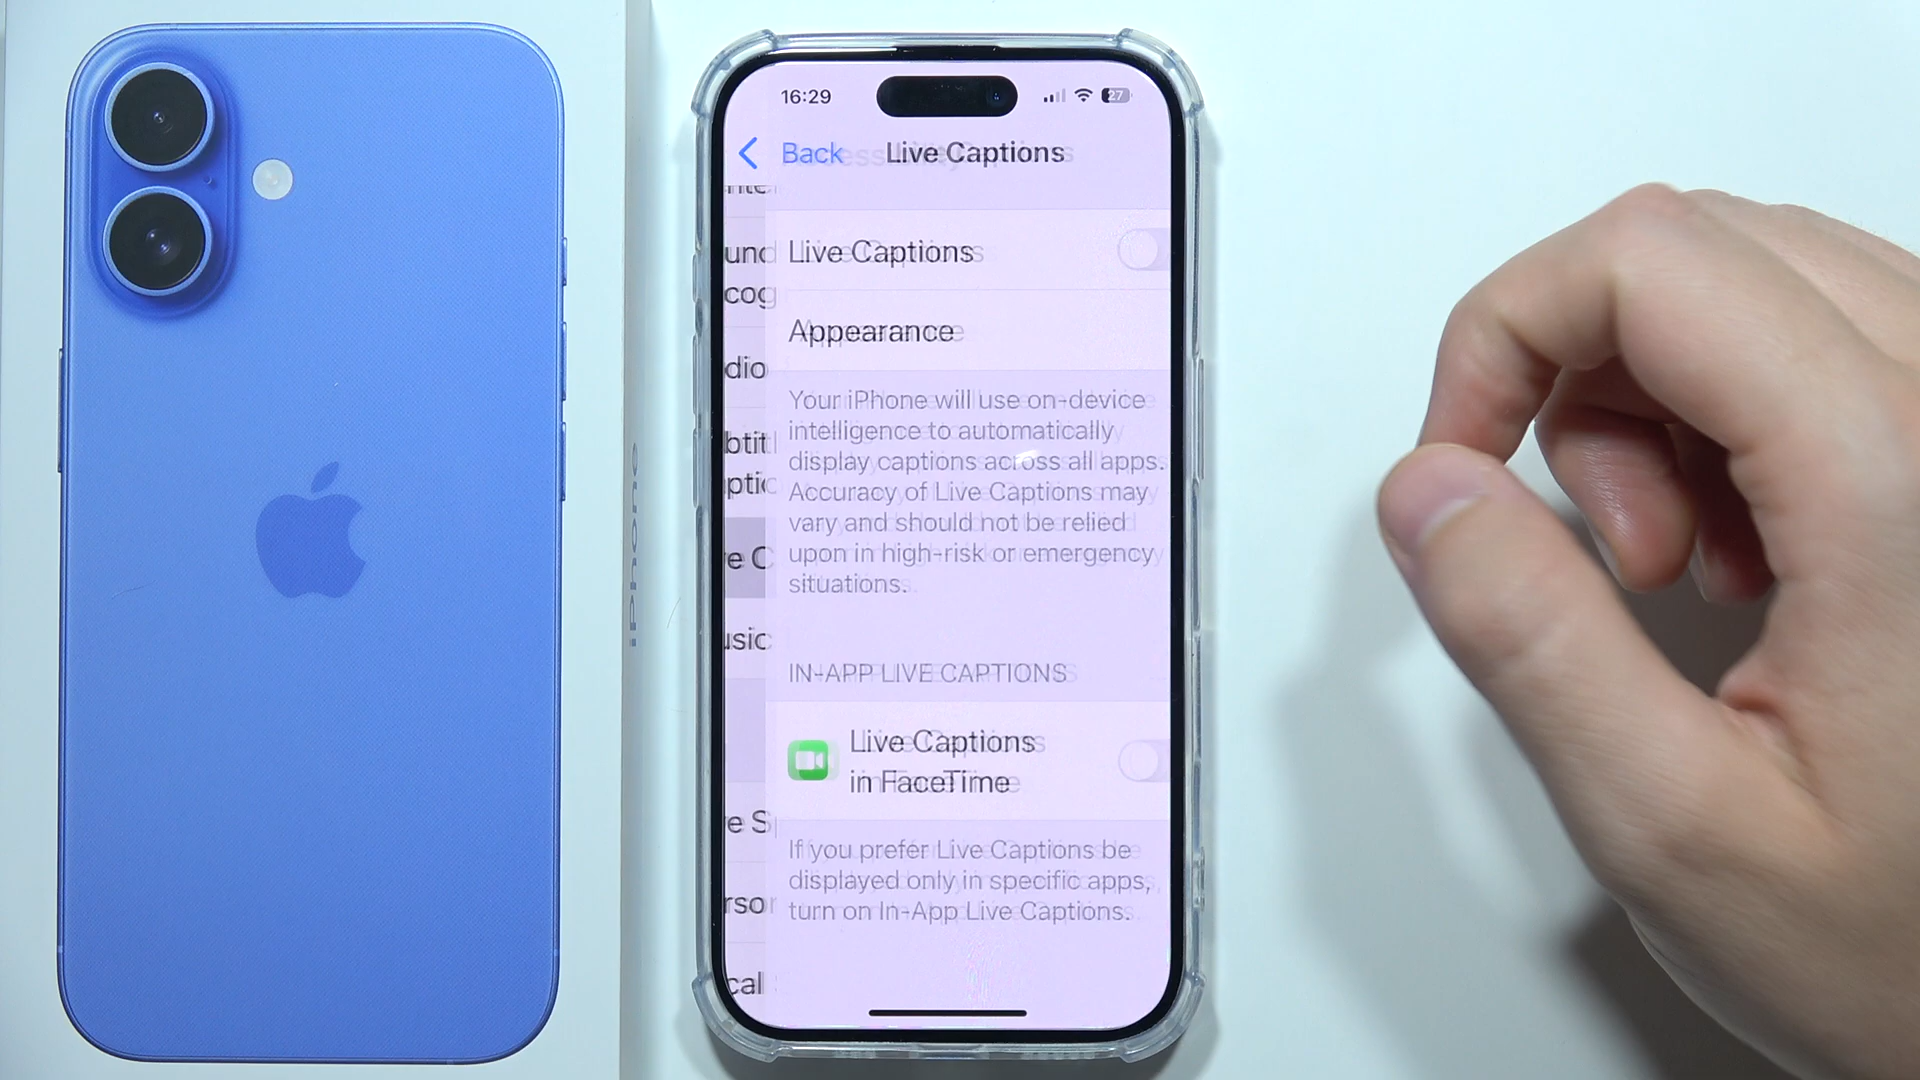 iPhone
16:29
27
Back
Live Captions
Live Captions
Appearance
Your iPhone will use on-device
intelligence to automatically
display captions across all apps.
Accuracy of Live Captions may
vary and should not be relied
upon in high-risk or emergency
situations.
IN-APP LIVE CAPTIONS
Live Captions
in FaceTime
If you prefer Live Captions be
displayed only in specific apps,
turn on In-App Live Captions.